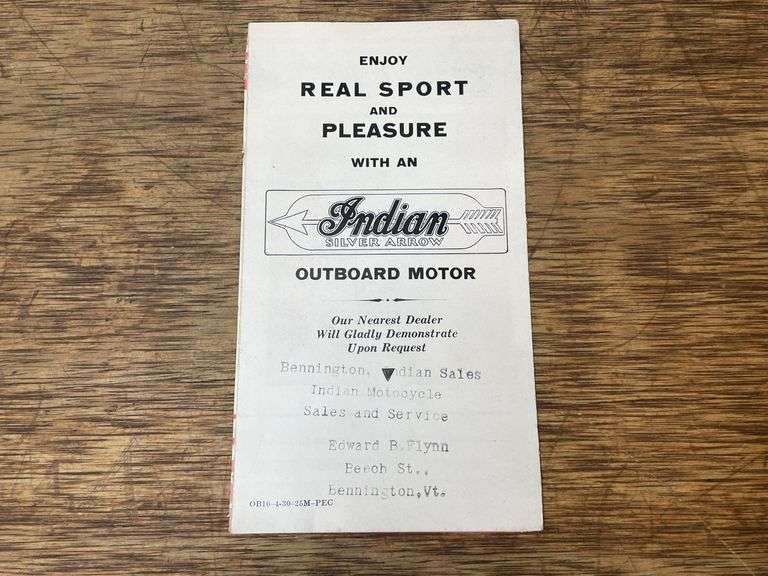 ENJOY
REAL SPORT
AND
PLEASURE
WITH AN
Indian
SILVER ARROW
OUTBOARD MOTOR
Our Nearest Dealer
Will Gladly Demonstrate
Upon Request
Bennington, ndian Sales
Indian Motocycle
Sales and Service
Edward B.Flynn
Beech St.,
Bennington,Vt.
OB10-4-30-25M-PEC